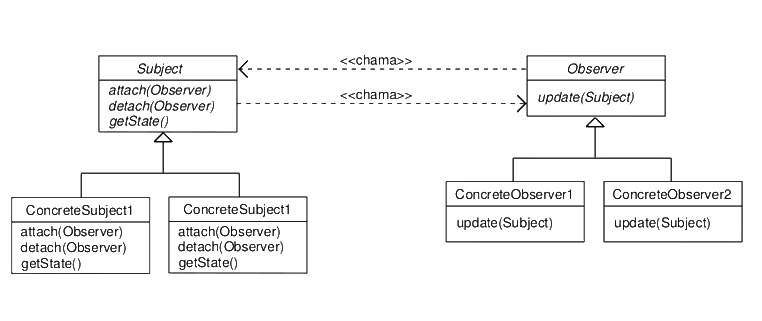 Subject
attach(Observer)
detach(Observer)
getState()
<<chama>>
<<chama>>
Observer
update(Subject)
ConcreteSubject1
attach(Observer)
detach(Observer)
getState()
ConcreteSubject1
attach(Observer)
detach(Observer)
getState()
ConcreteObserver1
update(Subject)
ConcreteObserver2
update(Subject)